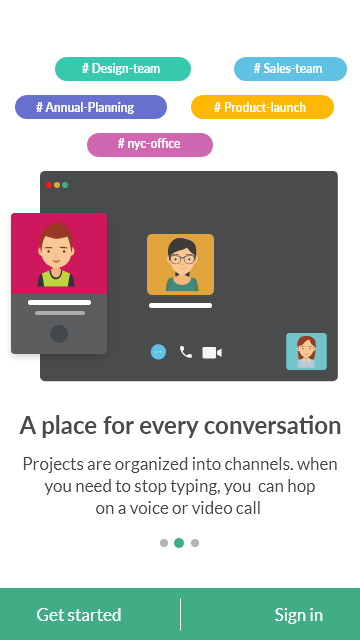 # Design-team
# Sales-team
# Annual-Planning
# Product-launch
# nyc-office
A place for every conversation
Projects are organized into channels. when
you need to stop typing, you can hop
on a voice or video call
Get started
Sign in